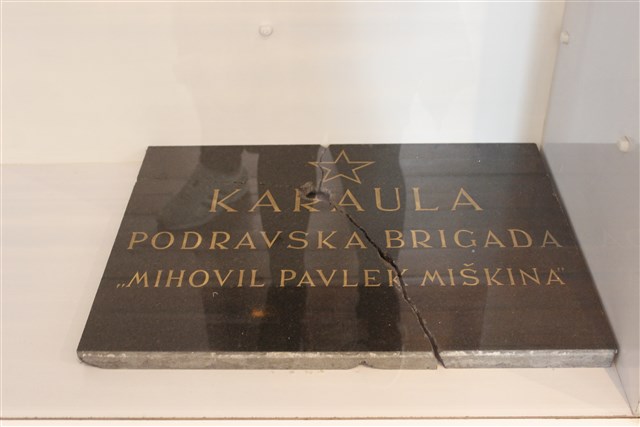 KARAULA
PODRAVSKA BRIGADA
„MIHOVIL PAVLEK MIŠKINA"